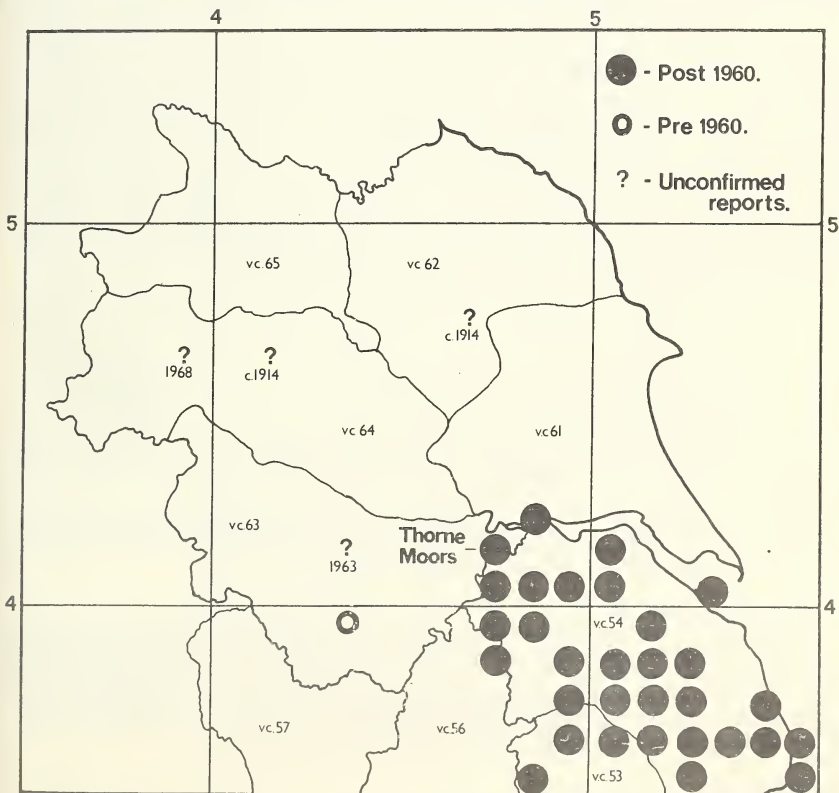 4
5
- Post 1960.
- Pre 1960.
? - Unconfirmed
reports.
5
5
vc.65
vc 62
?
c.1914
?
1968
?
c.1914
vc 64
vc.61
vc.63
?
1963
Thorne
Moors
4
4
vc.54
vc.57
vc.56
vc.53